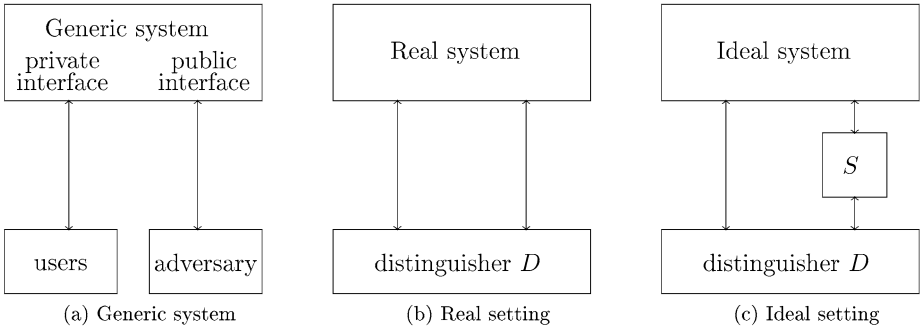 Generic system
private public
interface interface
users adversary
(a) Generic system
Real system
distinguisher D
(b) Real setting
Ideal system
S
distinguisher D
(c) Ideal setting